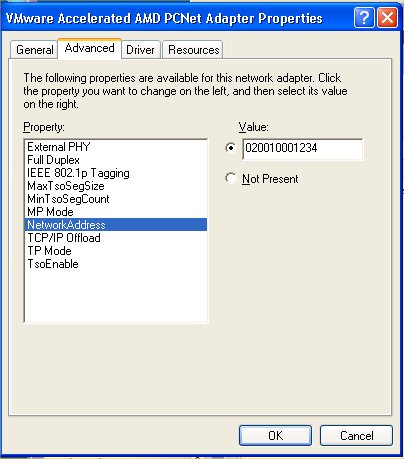 VMware Accelerated AMD PCNet Adapter Properties
General Advanced Driver Resources
The following properties are available for this network adapter. Click
the property you want to change on the left, and then select its value
on the right.
Property:
External PHY
Full Duplex
IEEE 802.1p Tagging
MaxTsoSegSize
MinTsoSegCount
MP Mode
NetworkAddress
TCP/IP Offload
TP Mode
TsoEnable
Value:
020010001234
Not Present
OK Cancel